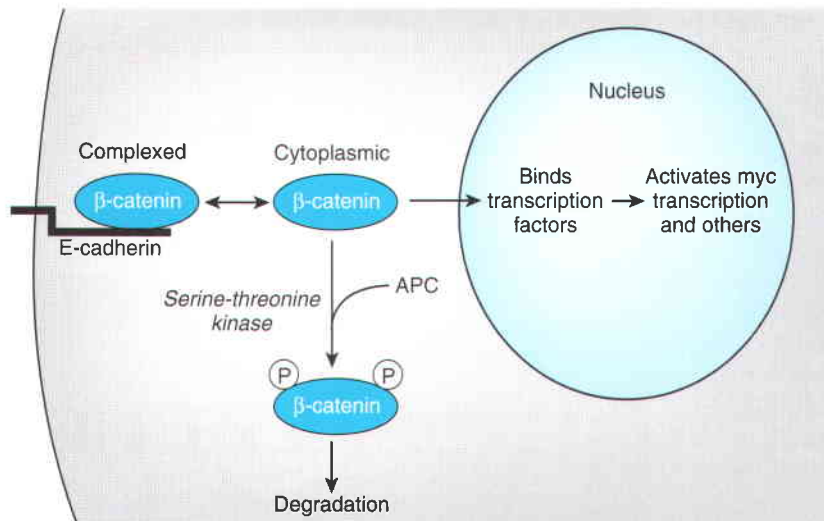 Nucleus
Complexed
Cytoplasmic
β-catenin
β-catenin
E-cadherin
Binds
transcription
factors
Activates myc
transcription
and others
Serine-threonine
kinase
APC
P
P
β-catenin
Degradation